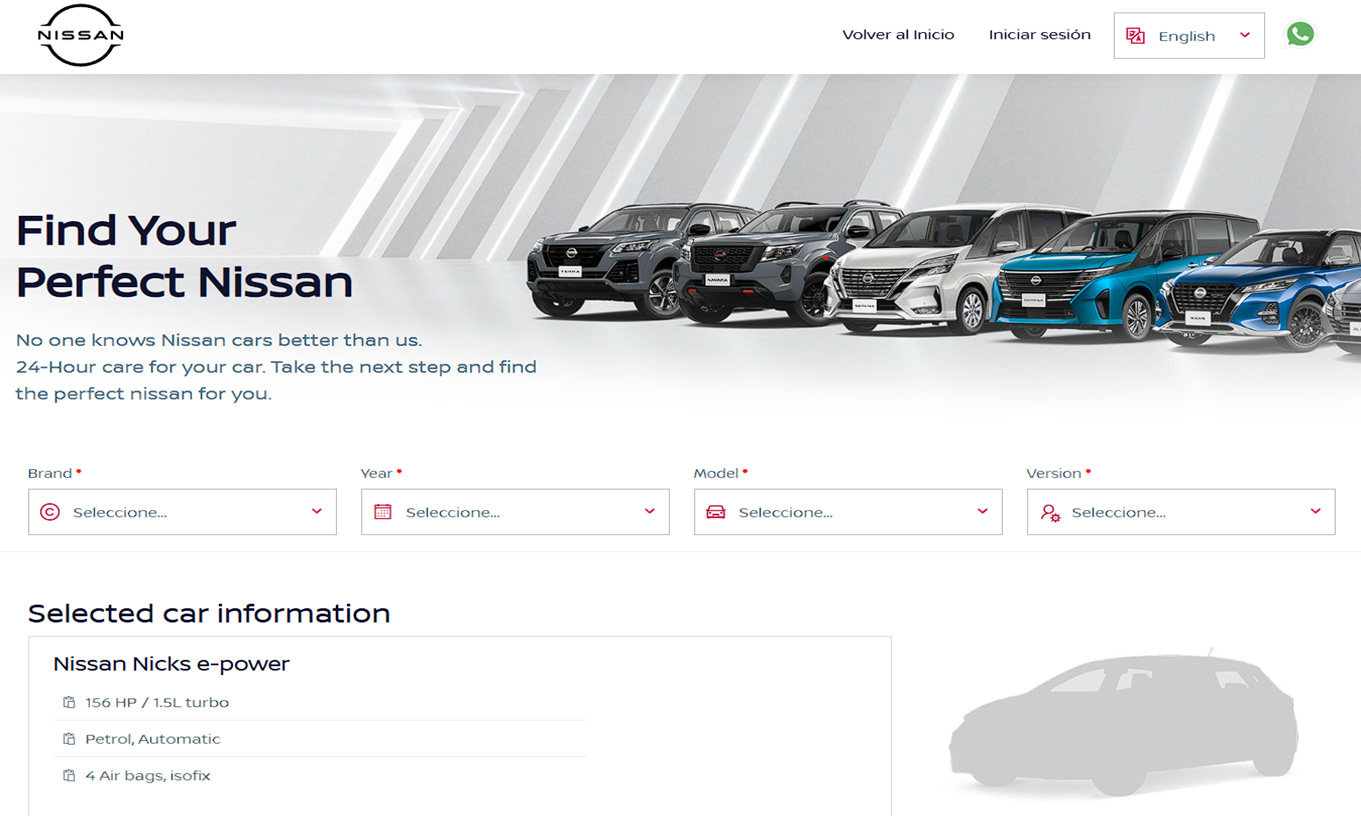 NISSAN
Volver al Inicio
Iniciar sesión
English
Find Your
Perfect Nissan
No one knows Nissan cars better than us.
24-Hour care for your car. Take the next step and find
the perfect nissan for you.
TERRA
NAVARA
Brand *
Year *
Model *
Version *
Seleccione...
Seleccione...
Seleccione...
Seleccione...
Selected car information
Nissan Nicks e-power
156 HP / 1.5L turbo
Petrol, Automatic
4 Air bags, isofix